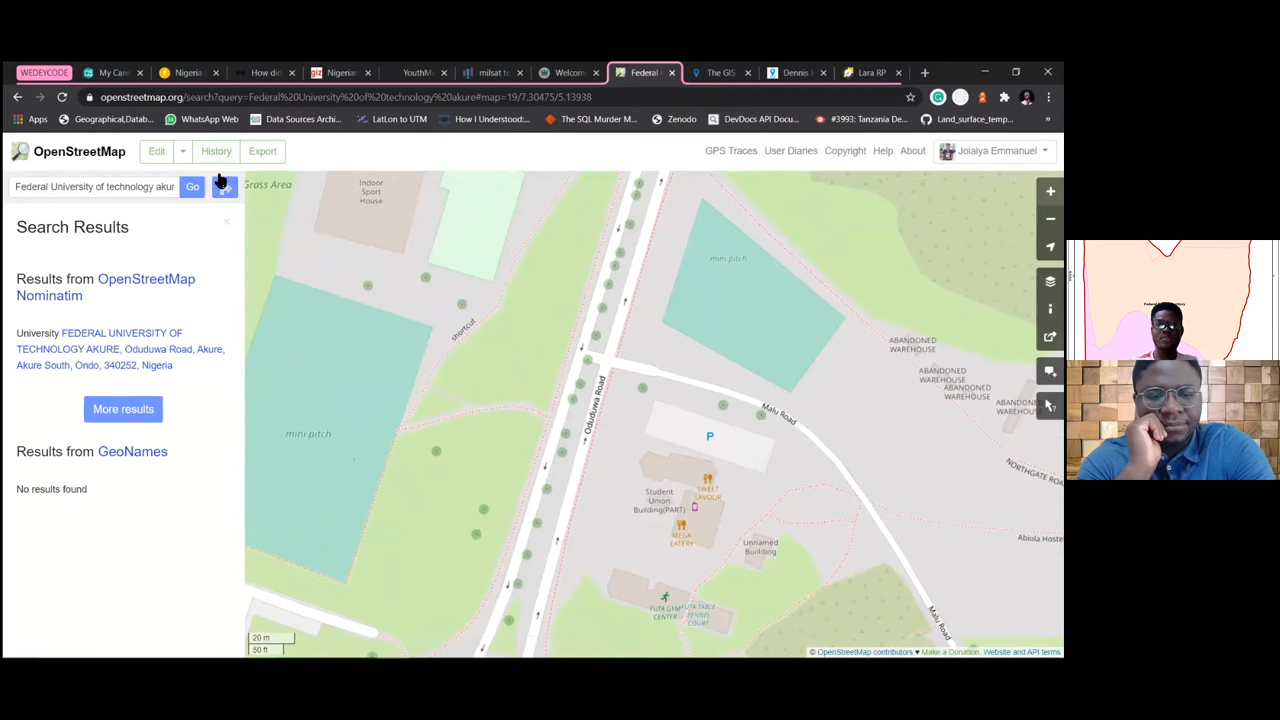 WEDEYCODE
My Care
Nigeria
How did
giz Nigerian
YouthM
milsat te
Welcom
Federal
The GIS
Dennis
Lara RP
openstreetmap.org/search?query=Federal%20University%20of%20technology%20akure#map=19/7.30475/5.13938
Apps
Geographical,Datab...
WhatsApp Web
Data Sources Archi...
LatLon to UTM
How I Understood:...
The SQL Murder M...
Zenodo
DevDocs API Docu...
#3993: Tanzania De...
Land_surface_temp...
»
OpenStreetMap
Edit
History
Export
GPS Traces
User Diaries
Copyright
Help
About
Jolaiya Emmanuel
Federal University of technology akur
Go
Search Results
Results from OpenStreetMap
Nominatim
University FEDERAL UNIVERSITY OF
TECHNOLOGY AKURE, Oduduwa Road, Akure,
Akure South, Ondo, 340252, Nigeria
More results
Results from GeoNames
No results found
Grass Area
Indoor
Sport
House
mini pitch
shortcut
mini pitch
Oduduwa Road
Malu Road
P
ABANDONED
WAREHOUSE
ABANDONED
WAREHOUSE
ABANDONED
WAREHOUSE
ABANDONE
WAREHOUS
NORTHGATE ROA
Student
Union
Building(PART)
SWEET
SAVOUR
MEGA
EATERY
Unnamed
Building
Abiola Hoste
FUTA GYM
CENTER
FUTA TABLE
TENNIS
COURT
Malu Road
20 m
50 ft
© OpenStreetMap contributors ♥ Make a Donation. Website and API terms